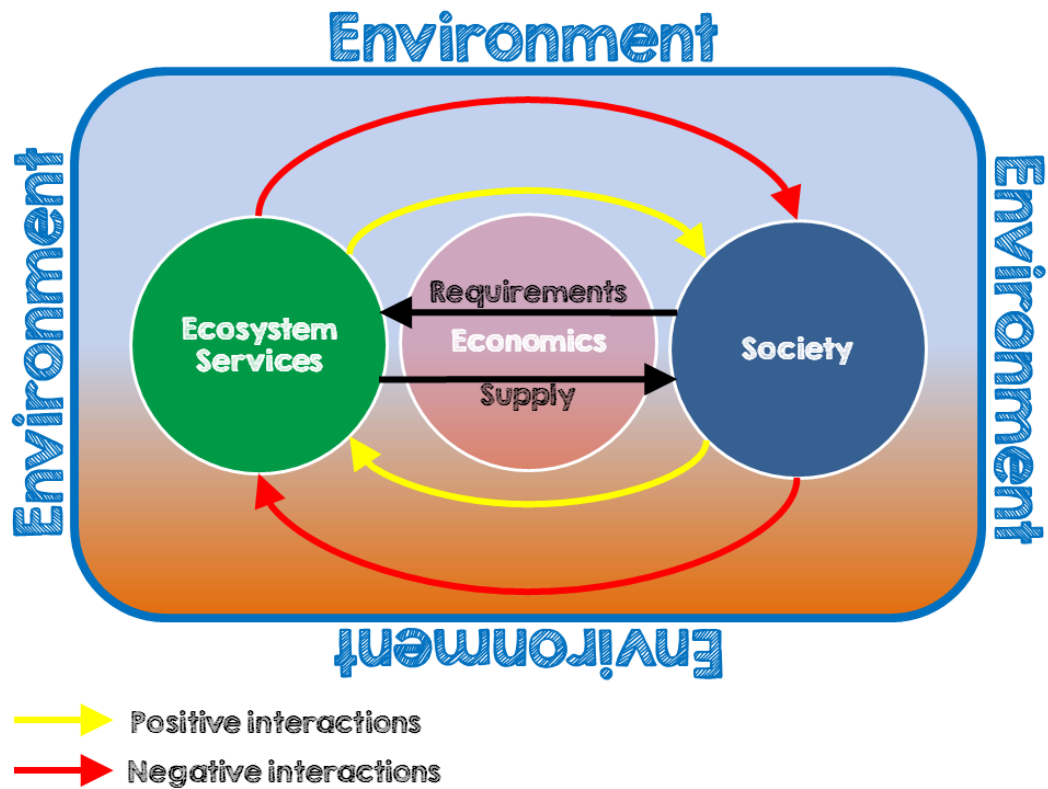 Environment
Environment
Environment
Requirements
Ecosystem
Services
Economics
Society
Supply
Environment
Positive interactions
Negative interactions